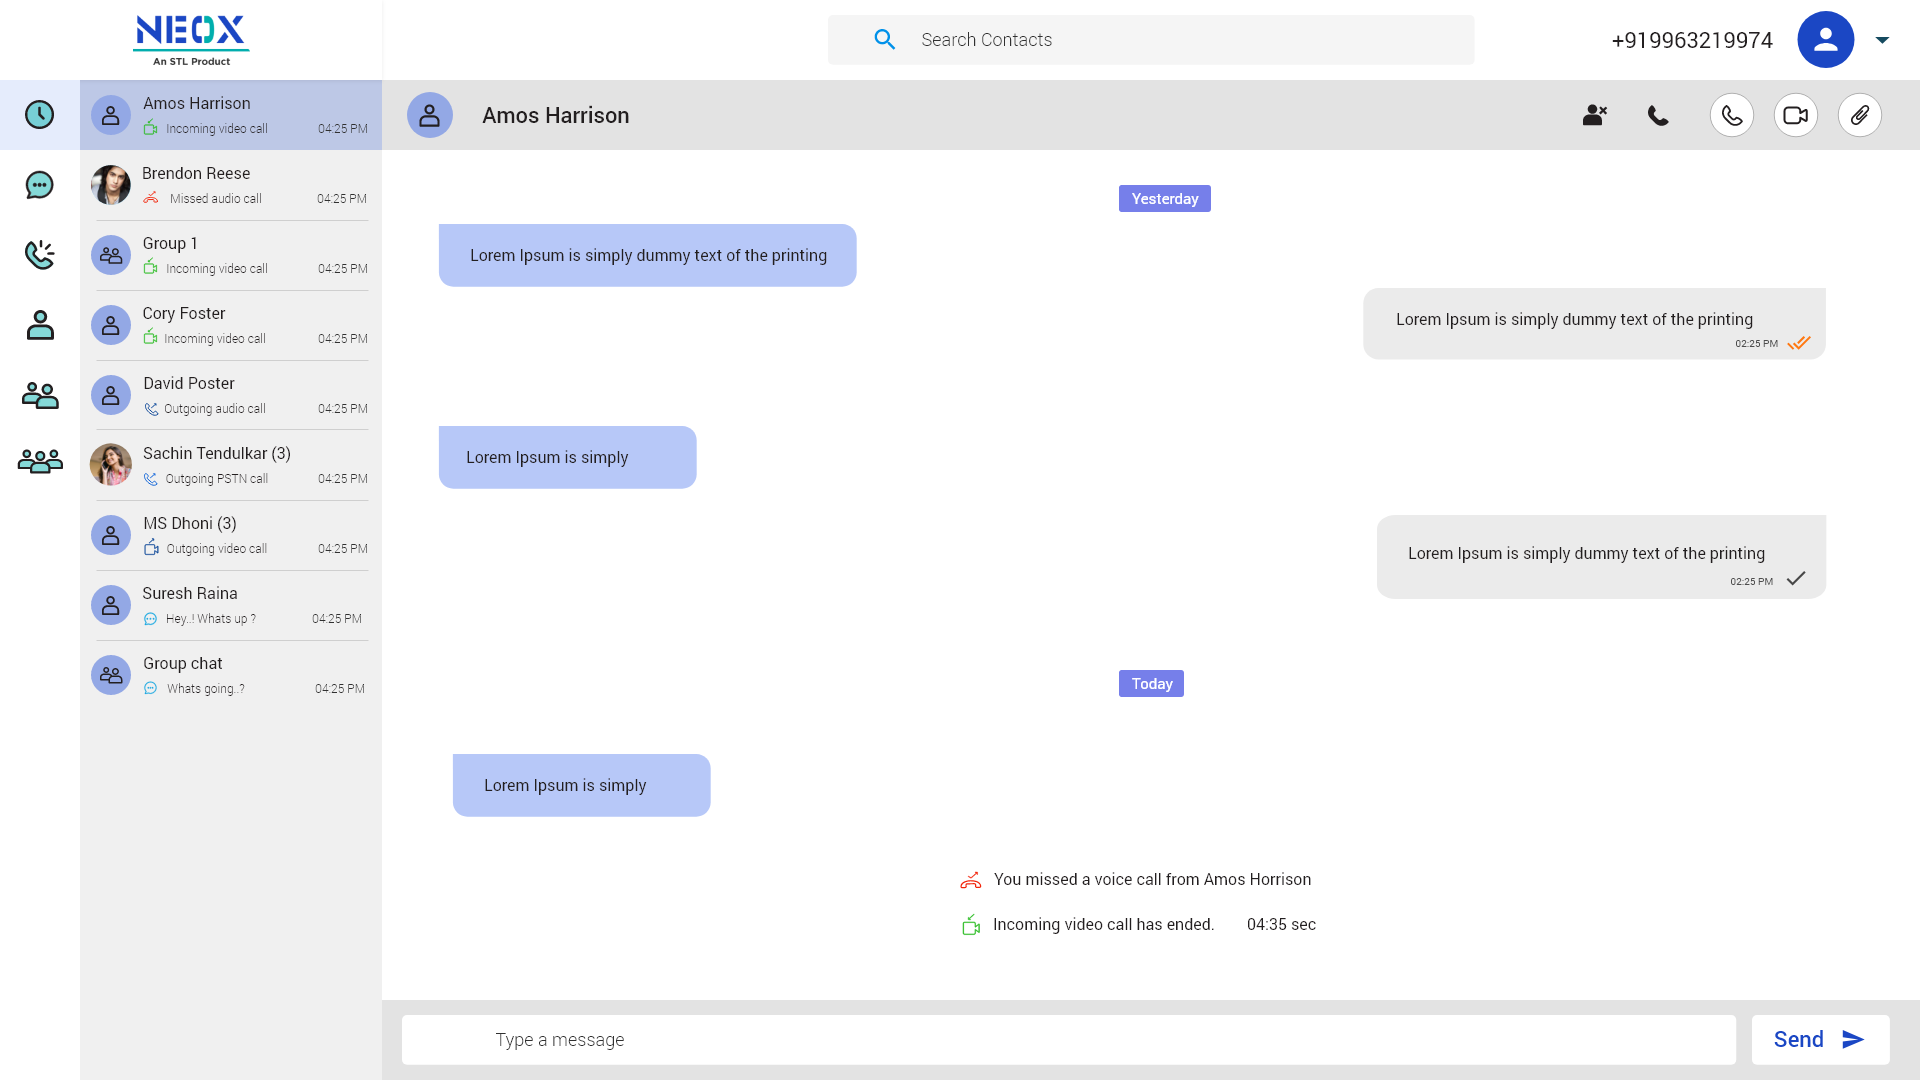 NEOX
An STL Product
Search Contacts
+919963219974
Amos Harrison
Incoming video call 04:25 PM
Brendon Reese
Missed audio call 04:25 PM
Group 1
Incoming video call 04:25 PM
Cory Foster
Incoming video call 04:25 PM
David Poster
Outgoing audio call 04:25 PM
Sachin Tendulkar (3)
Outgoing PSTN call 04:25 PM
MS Dhoni (3)
Outgoing video call 04:25 PM
Suresh Raina
Hey..! Whats up ? 04:25 PM
Group chat
Whats going..? 04:25 PM
Amos Harrison
Yesterday
Lorem Ipsum is simply dummy text of the printing
Lorem Ipsum is simply dummy text of the printing
02:25 PM
Lorem Ipsum is simply
Lorem Ipsum is simply dummy text of the printing
02:25 PM
Today
Lorem Ipsum is simply
You missed a voice call from Amos Horrison
Incoming video call has ended. 04:35 sec
Type a message
Send